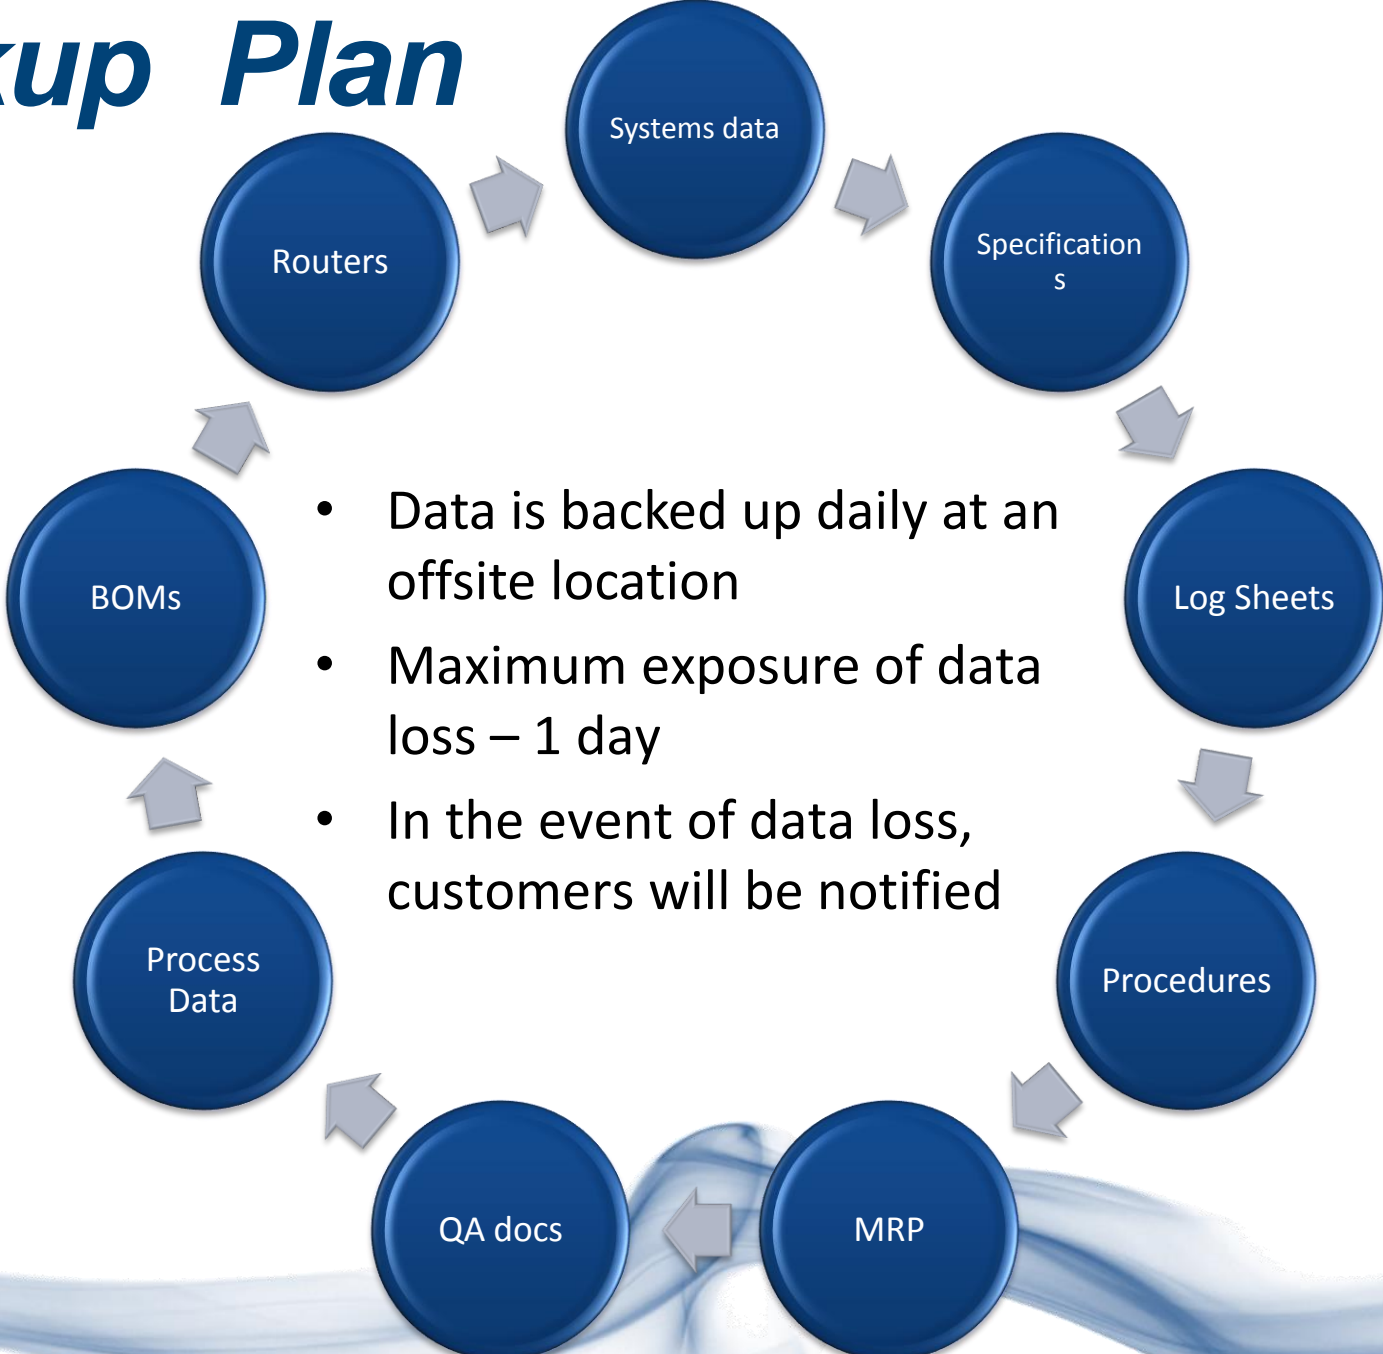 kup Plan
Systems data
Specification
s
Log Sheets
Procedures
MRP
QA docs
Process
Data
BOMs
Routers
• Data is backed up daily at an
offsite location
• Maximum exposure of data
loss – 1 day
• In the event of data loss,
customers will be notified